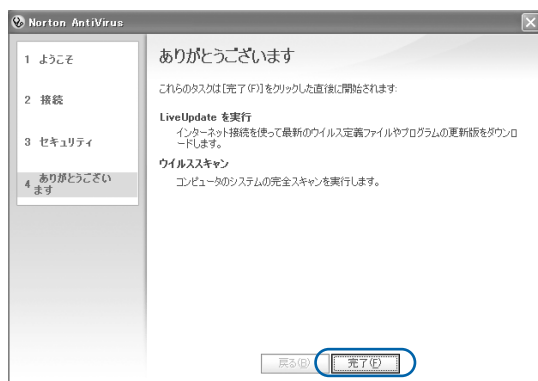 Norton AntiVirus
1 ようこそ
2 接続
3 セキュリティ
4 ありがとうござい
ます
ありがとうございます
これらのタスクは[完了(F)]をクリックした直後に開始されます:
LiveUpdate を実行
インターネット接続を使って最新のウイルス定義ファイルやプログラムの更新版をダウンロ
ードします。
ウイルススキャン
コンピュータのシステムの完全スキャンを実行します。
戻る(B)
完了(F)